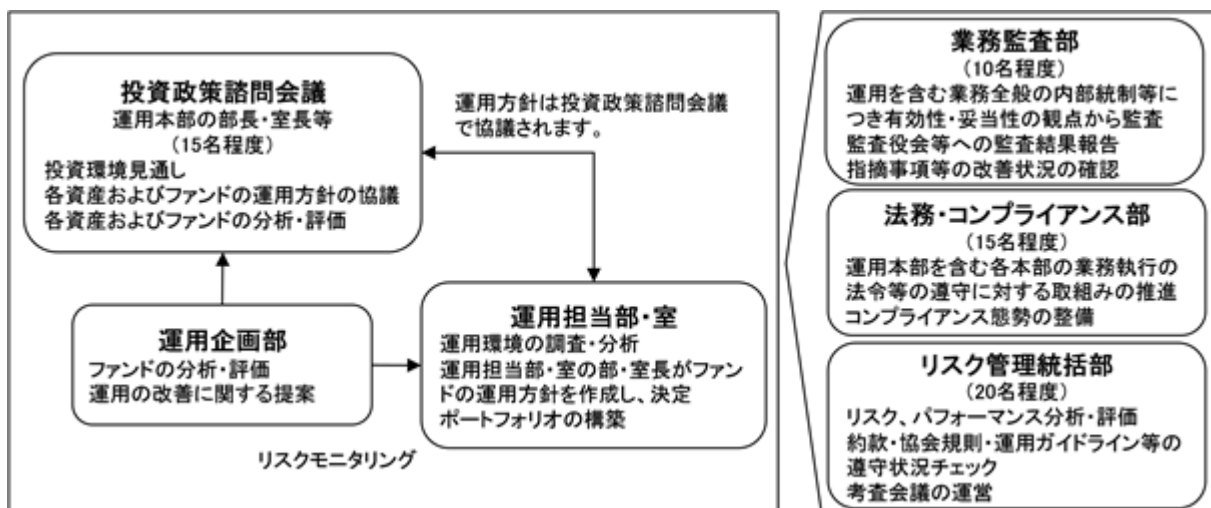 投資政策諮問会議
運用本部の部長・室長等
(15名程度)
投資環境見通し
各資産およびファンドの運用方針の協議
各資産およびファンドの分析・評価
運用方針は投資政策諮問会議
で協議されます。
運用企画部
ファンドの分析・評価
運用の改善に関する提案
運用担当部・室
運用環境の調査・分析
運用担当部・室の部・室長がファン
ドの運用方針を作成し、決定
ポートフォリオの構築
リスクモニタリング
業務監査部
(10名程度)
運用を含む業務全般の内部統制等に
つき有効性・妥当性の観点から監査
監査役会等への監査結果報告
指摘事項等の改善状況の確認
法務・コンプライアンス部
(15名程度)
運用本部を含む各本部の業務執行の
法令等の遵守に対する取組みの推進
コンプライアンス態勢の整備
リスク管理統括部
(20名程度)
リスク、パフォーマンス分析・評価
約款・協会規則・運用ガイドライン等の
遵守状況チェック
考査会議の運営